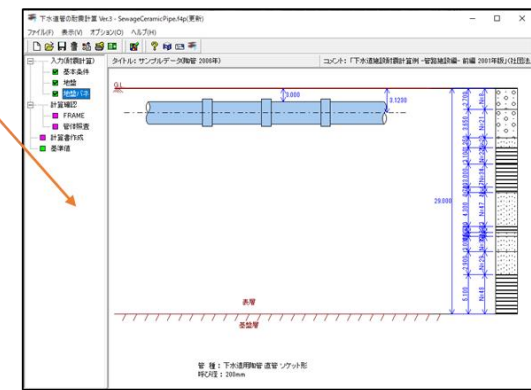 下水道管の耐震計算 Ver.3 - SewageCeramicPipe.f4p(更新)
ファイル(F) 表示(V) オプション(O) ヘルプ(H)
入力(耐震計算)
基本条件
地盤
地盤バネ
計算確認
FRAME
管体照査
計算書作成
基準値
タイトル: サンプルデータ(陶管 2000年)
コメント: 「下水道施設耐震計算例 -管路施設編- 前編 2001年版」(社団法
G.L
3.000
3.1200
29.000
表層
基盤層
管 種 : 下水道用陶管 直管 ソケット形
呼び径 : 200mm